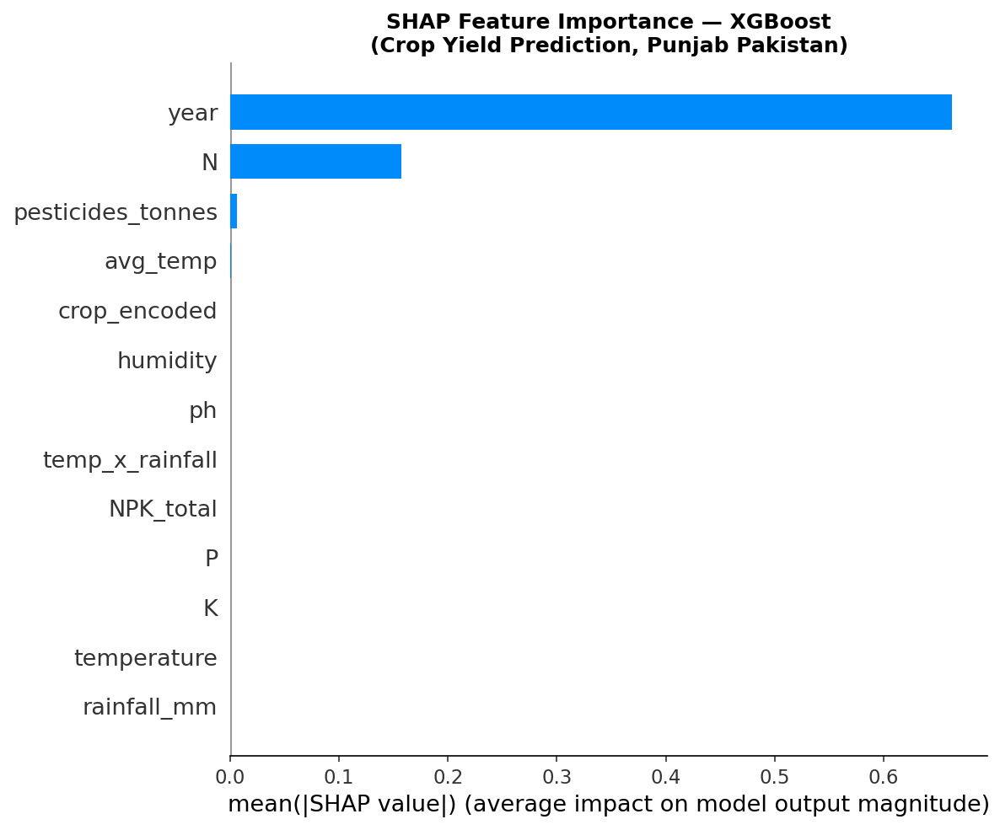 SHAP Feature Importance — XGBoost
(Crop Yield Prediction, Punjab Pakistan)
year
N
pesticides_tonnes
avg_temp
crop_encoded
humidity
ph
temp_x_rainfall
NPK_total
P
K
temperature
rainfall_mm
0.0 0.1 0.2 0.3 0.4 0.5 0.6
mean(|SHAP value|) (average impact on model output magnitude)